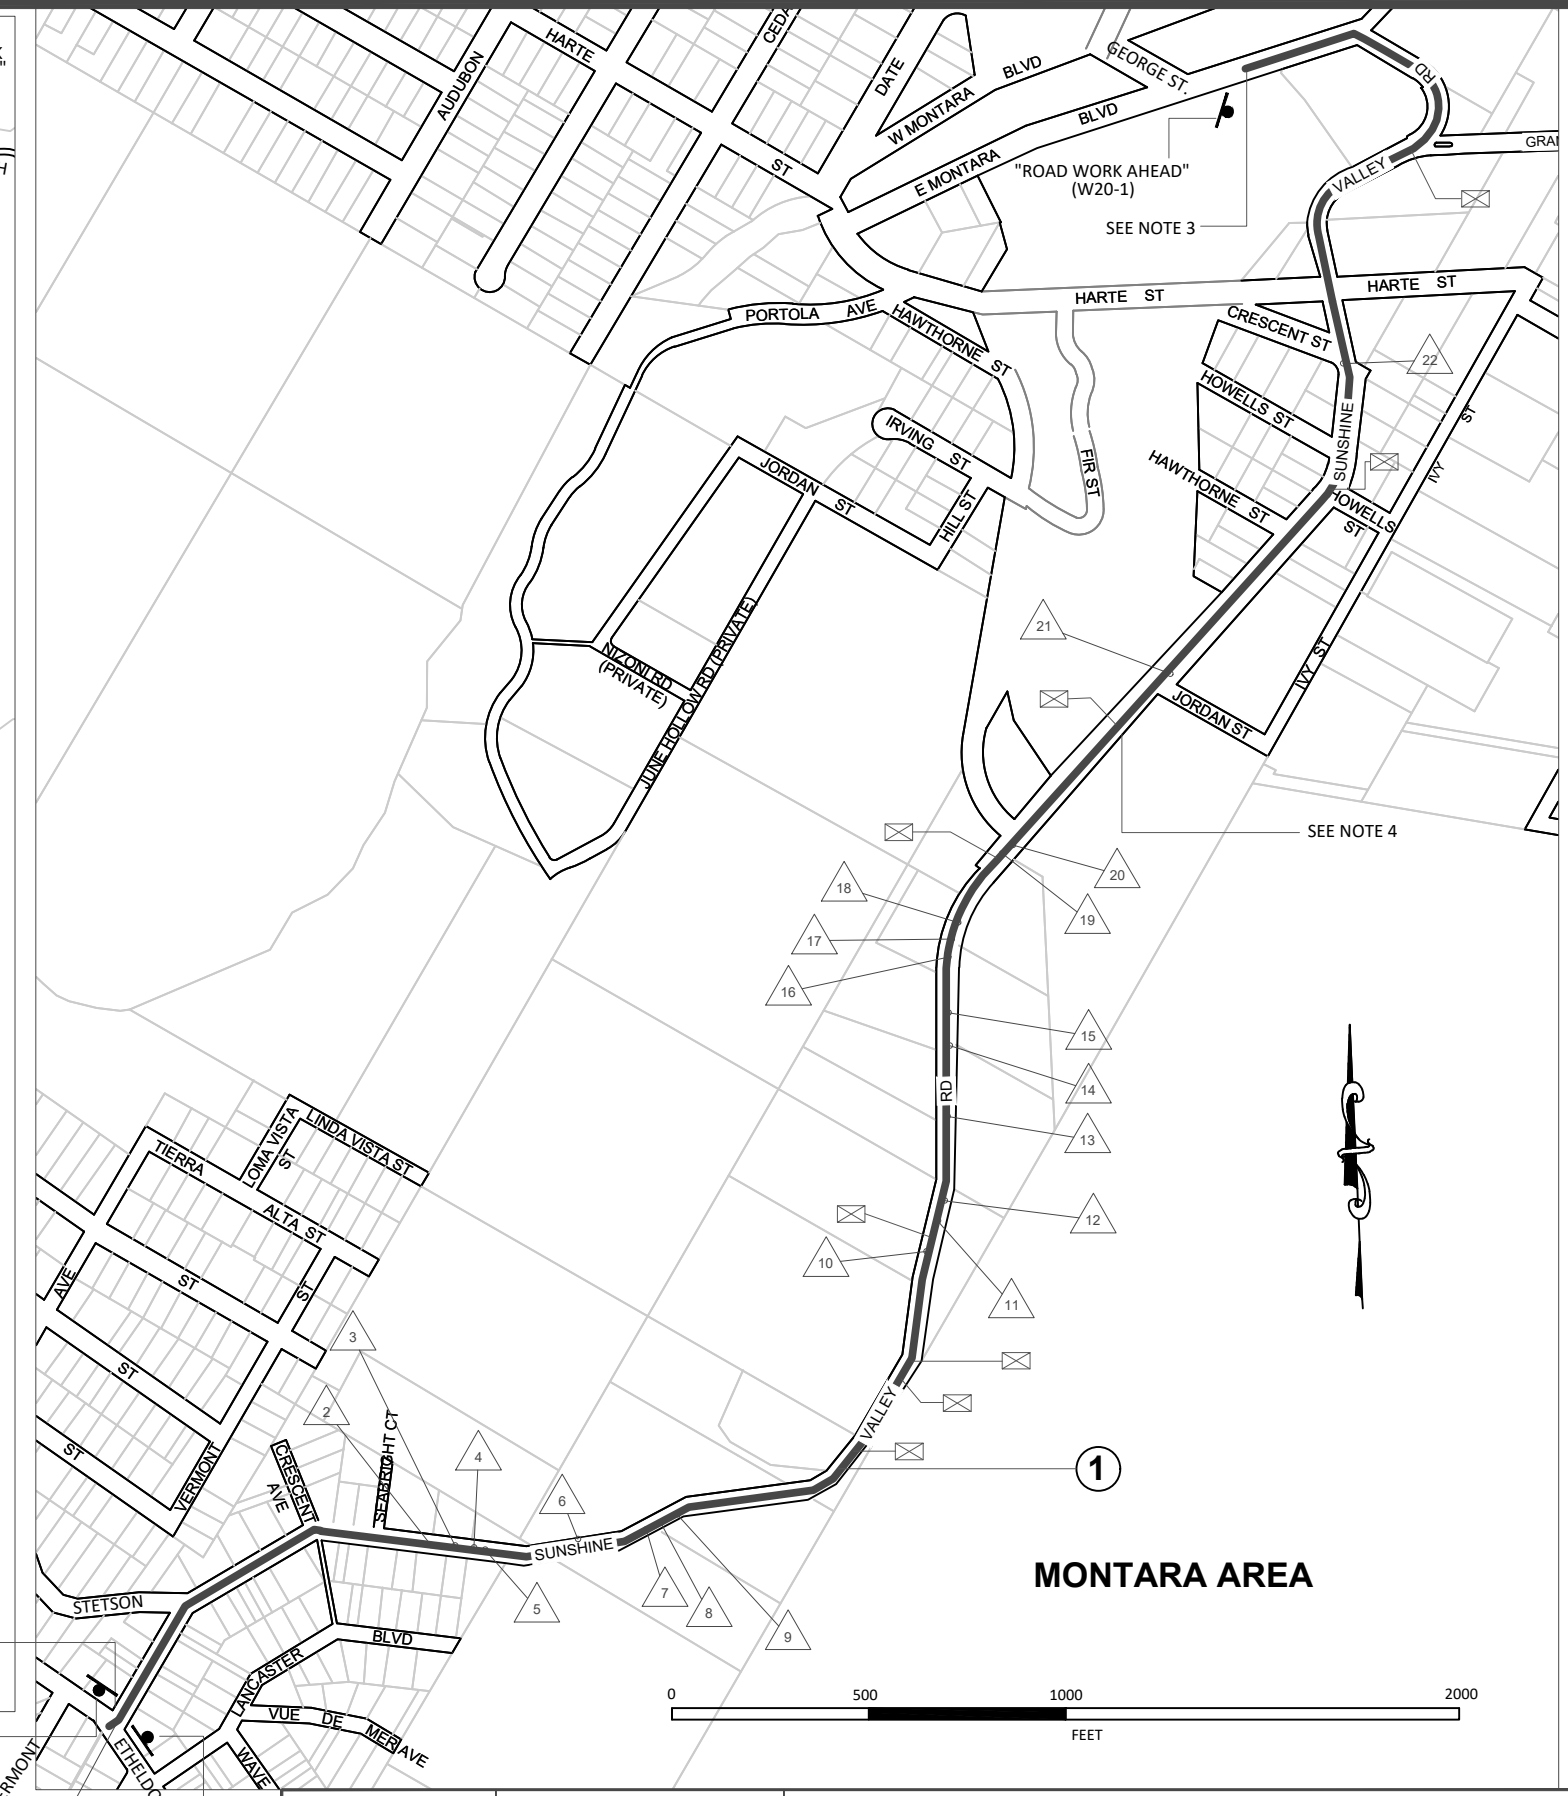 HARTE
CEDA
AUDUBON
DATE
W MONTARA
BLVD
GEORGE ST.
RD
BLVD
ST
E MONTARA
"ROAD WORK AHEAD"
(W20-1)
SEE NOTE 3
VALLEY
GRAN
HARTE ST
HARTE ST
PORTOLA AVE
HAWTHORNE ST
CRESCENT ST
22
HOWELLS ST
SUNSHINE
IVY ST
IRVING ST
FIR ST
JORDAN ST
HILL ST
HAWTHORNE ST
HOWELLS
ST
21
NIZONI RD
(PRIVATE)
JUNE HOLLOW RD (PRIVATE)
IVY ST
JORDAN ST
SEE NOTE 4
20
18
19
17
16
15
14
RD
13
12
10
11
LINDA VISTA ST
LOMA VISTA
ST
TIERRA
ALTA ST
ST
AVE
ST
ST
ST
VERMONT
3
2
4
6
5
7
8
9
SEABRIGHT CT
CRESCENT
AVE
SUNSHINE
VALLEY
1
STETSON
LANCASTER
BLVD
VUE DE MER AVE
WAVE
ETHELDO
ERMONT
MONTARA AREA
0 500 1000 2000
FEET